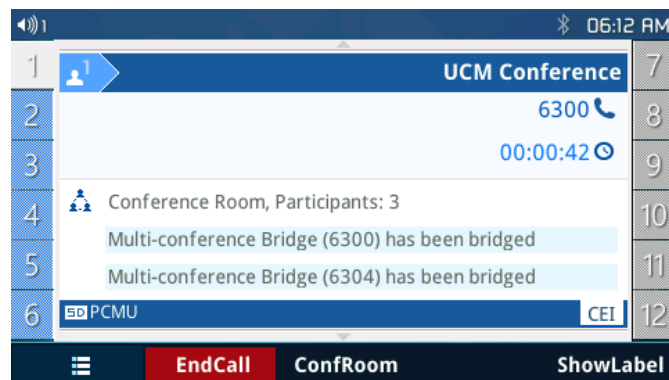 1 06:12 AM
1 1 UCM Conference 7
2 6300 8
3 00:00:42 9
Conference Room, Participants: 3
4 10
Multi-conference Bridge (6300) has been bridged
5 11
Multi-conference Bridge (6304) has been bridged
6 SD PCMU CEI 12
EndCall ConfRoom ShowLabel